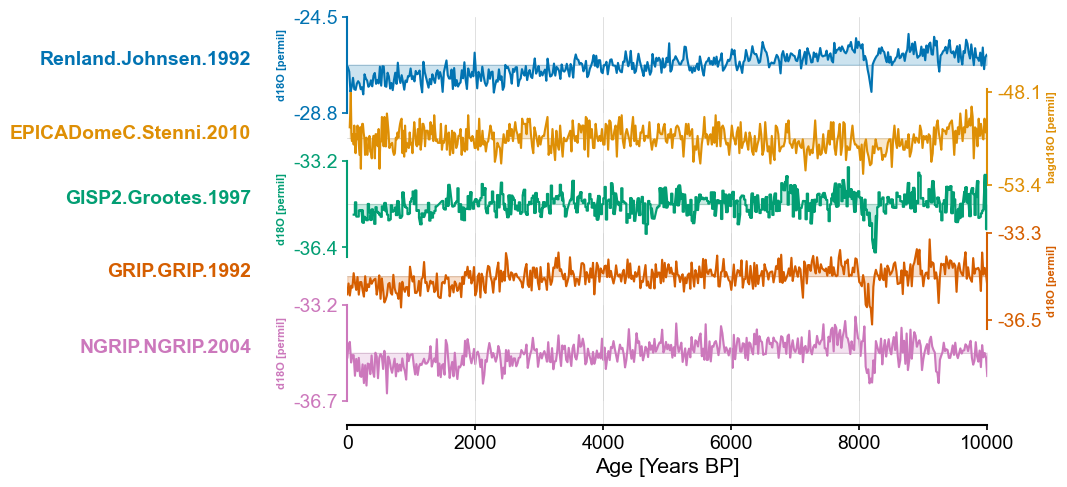 -24.5
Renland.Johnsen.1992
d18O [permil]
-28.8
-48.1
EPICADomeC.Stenni.2010
bagd18O [permil]
-53.4
-33.2
GISP2.Grootes.1997
d18O [permil]
-36.4
-33.3
GRIP.GRIP.1992
d18O [permil]
-36.5
-33.2
NGRIP.NGRIP.2004
d18O [permil]
-36.7
0 2000 4000 6000 8000 10000
Age [Years BP]